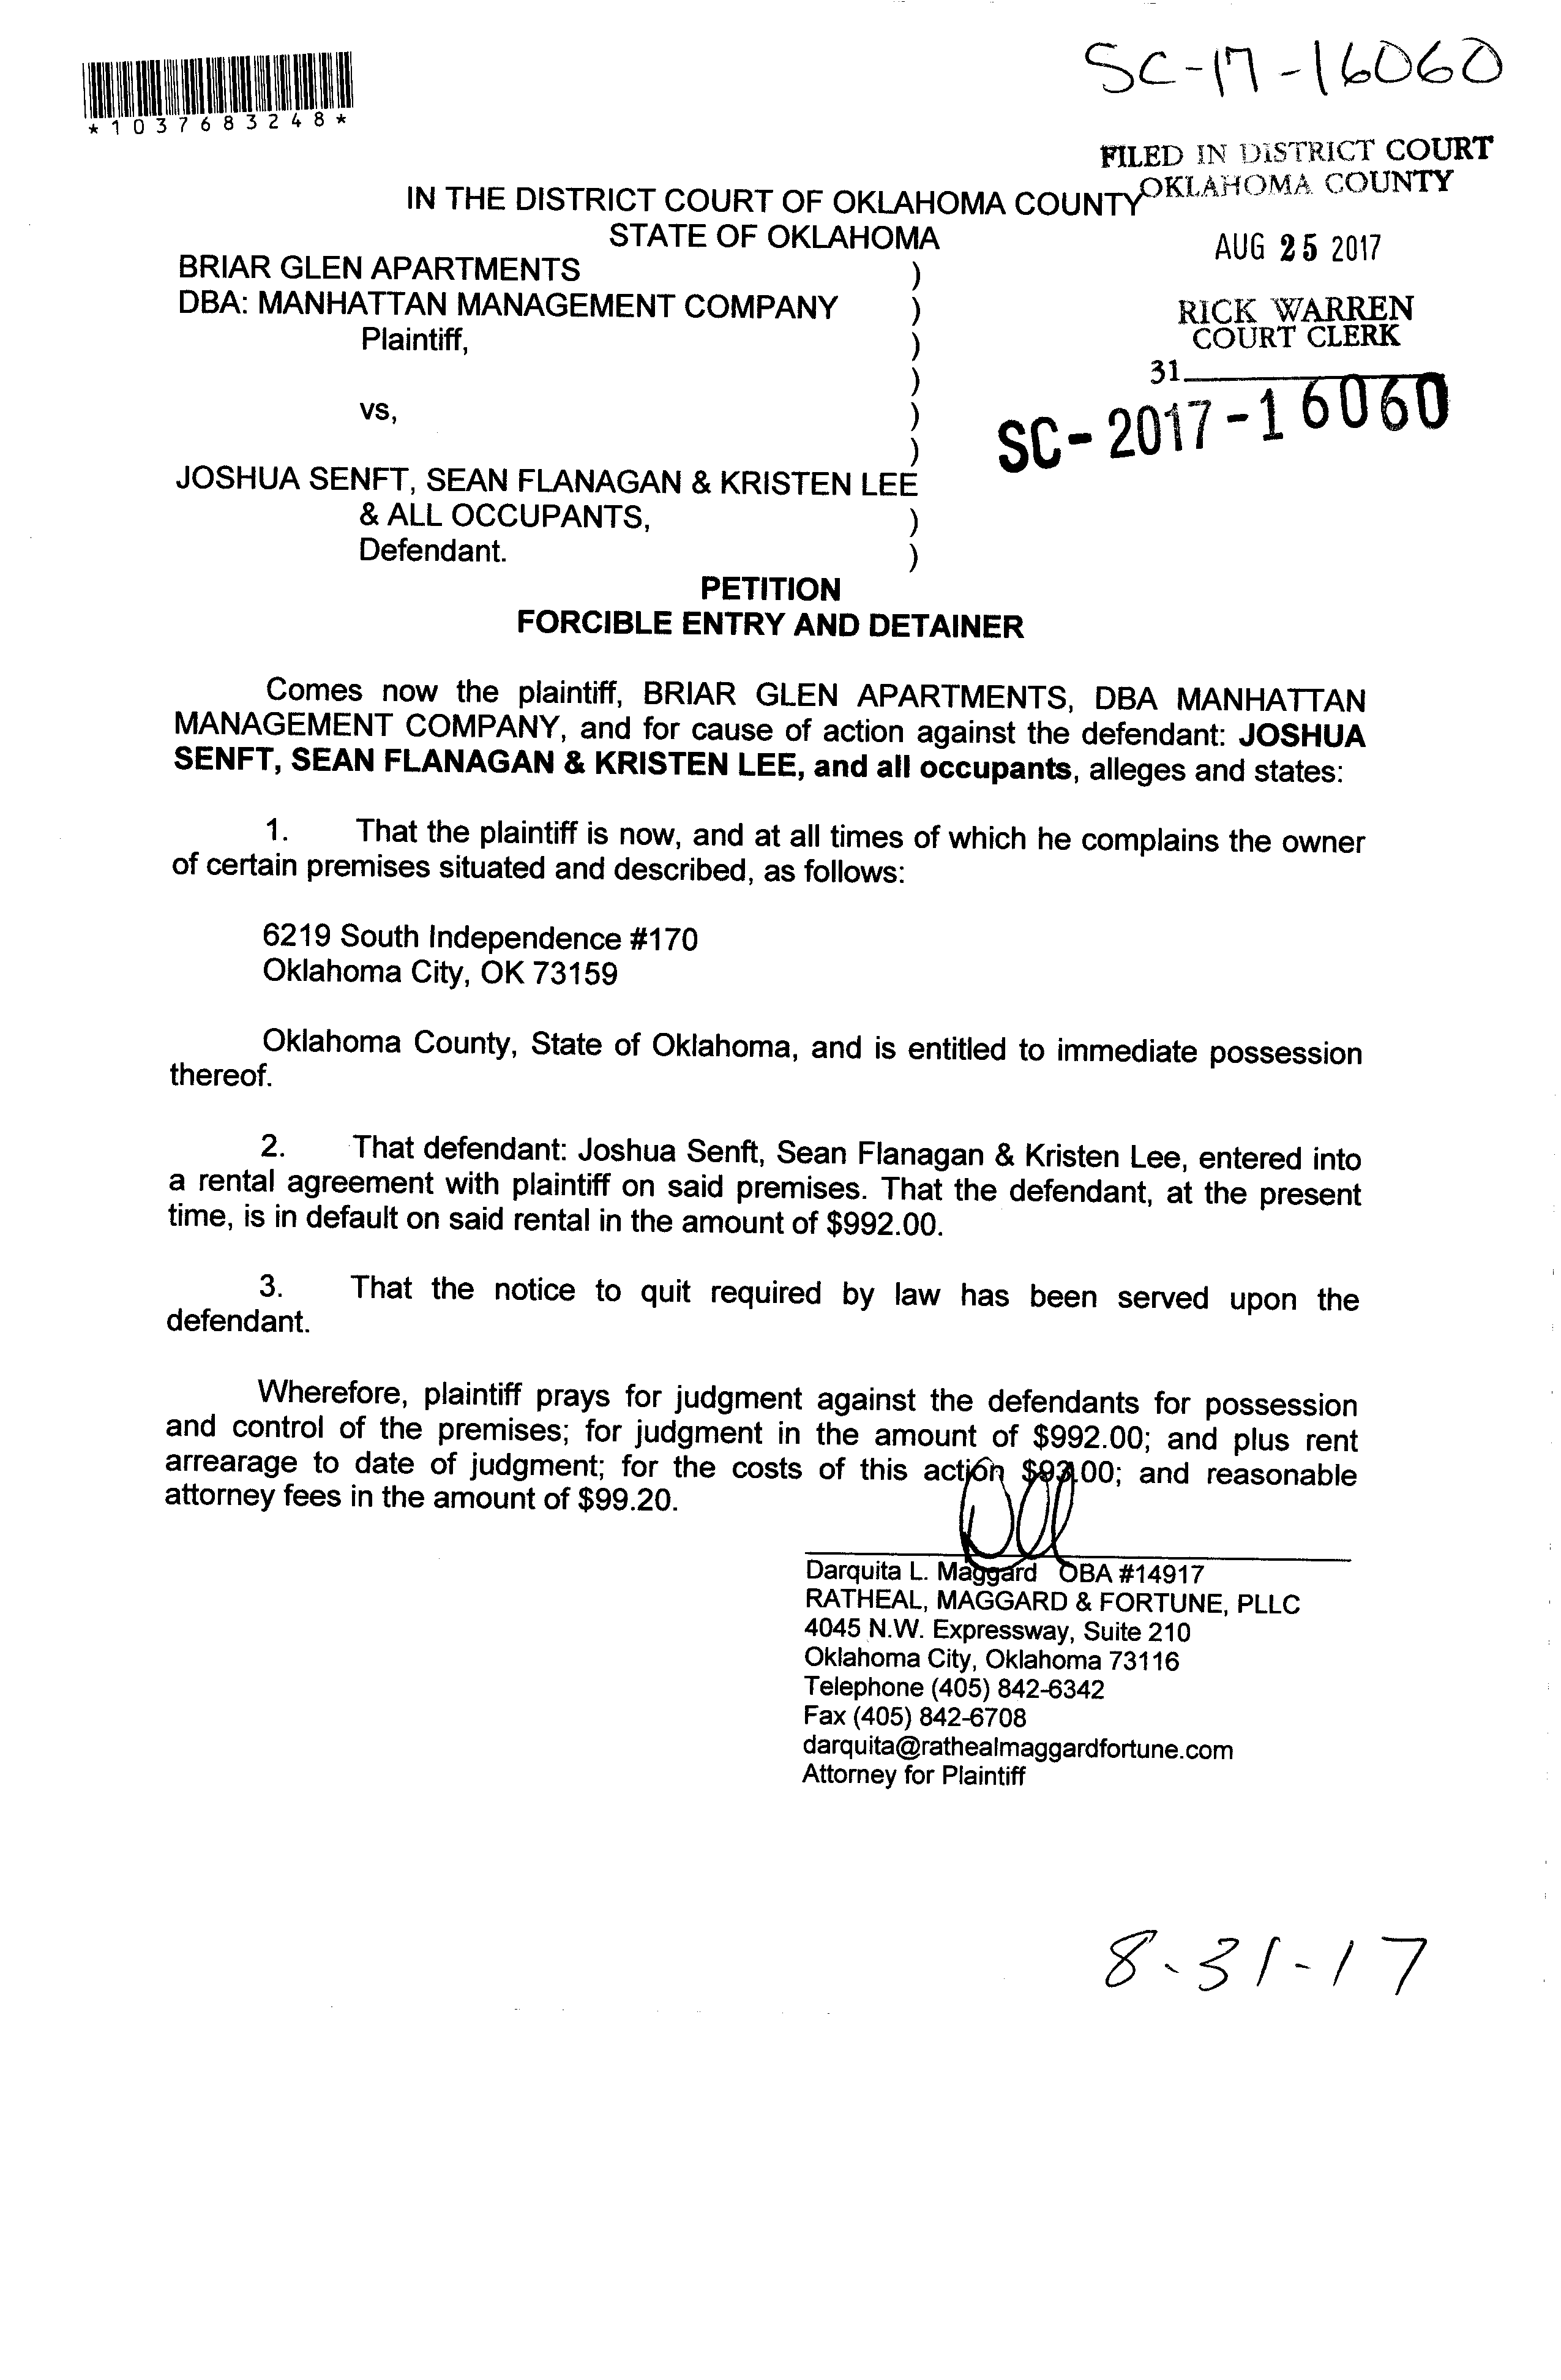 SC-17-16060
*1037683248*
FILED IN DISTRICT COURT
OKLAHOMA COUNTY
IN THE DISTRICT COURT OF OKLAHOMA COUNTY
STATE OF OKLAHOMA
AUG 25 2017
BRIAR GLEN APARTMENTS )
DBA: MANHATTAN MANAGEMENT COMPANY )
RICK WARREN
COURT CLERK
Plaintiff, )
)
31
vs, )
)
SC-2017-16060
JOSHUA SENFT, SEAN FLANAGAN & KRISTEN LEE
& ALL OCCUPANTS, )
Defendant. )
PETITION
FORCIBLE ENTRY AND DETAINER
Comes now the plaintiff, BRIAR GLEN APARTMENTS, DBA MANHATTAN
MANAGEMENT COMPANY, and for cause of action against the defendant: JOSHUA
SENFT, SEAN FLANAGAN & KRISTEN LEE, and all occupants, alleges and states:
1. That the plaintiff is now, and at all times of which he complains the owner
of certain premises situated and described, as follows:
6219 South Independence #170
Oklahoma City, OK 73159
Oklahoma County, State of Oklahoma, and is entitled to immediate possession
thereof.
2. That defendant: Joshua Senft, Sean Flanagan & Kristen Lee, entered into
a rental agreement with plaintiff on said premises. That the defendant, at the present
time, is in default on said rental in the amount of $992.00.
3. That the notice to quit required by law has been served upon the
defendant.
Wherefore, plaintiff prays for judgment against the defendants for possession
and control of the premises; for judgment in the amount of $992.00; and plus rent
arrearage to date of judgment; for the costs of this action and reasonable
attorney fees in the amount of $99.20.
Darquita L. Maggard OBA #14917
RATHEAL, MAGGARD & FORTUNE, PLLC
4045 N.W. Expressway, Suite 210
Oklahoma City, Oklahoma 73116
Telephone (405) 842-6342
Fax (405) 842-6708
darquita@rathealmaggardfortune.com
Attorney for Plaintiff
8-31-17